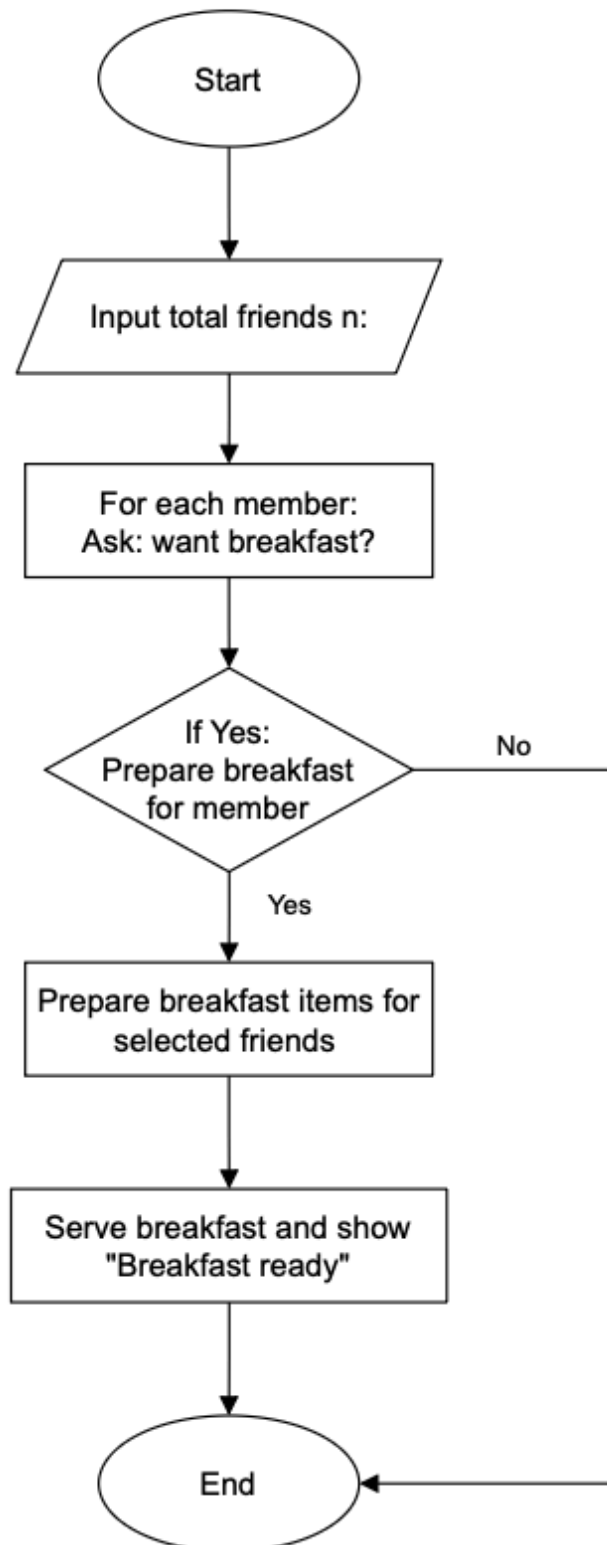 Start
Input total friends n:
For each member:
Ask: want breakfast?
If Yes:
Prepare breakfast
for member
No
Yes
Prepare breakfast items for
selected friends
Serve breakfast and show
"Breakfast ready"
End